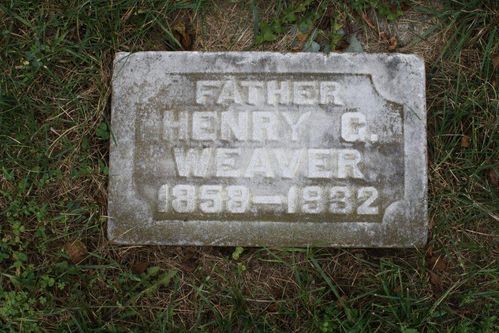 FATHER
HENRY G.
WEAVER
1858—1932